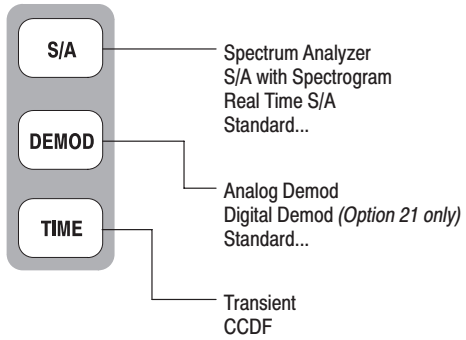 S/A
Spectrum Analyzer
S/A with Spectrogram
Real Time S/A
Standard...
DEMOD
Analog Demod
Digital Demod (Option 21 only)
Standard...
TIME
Transient
CCDF